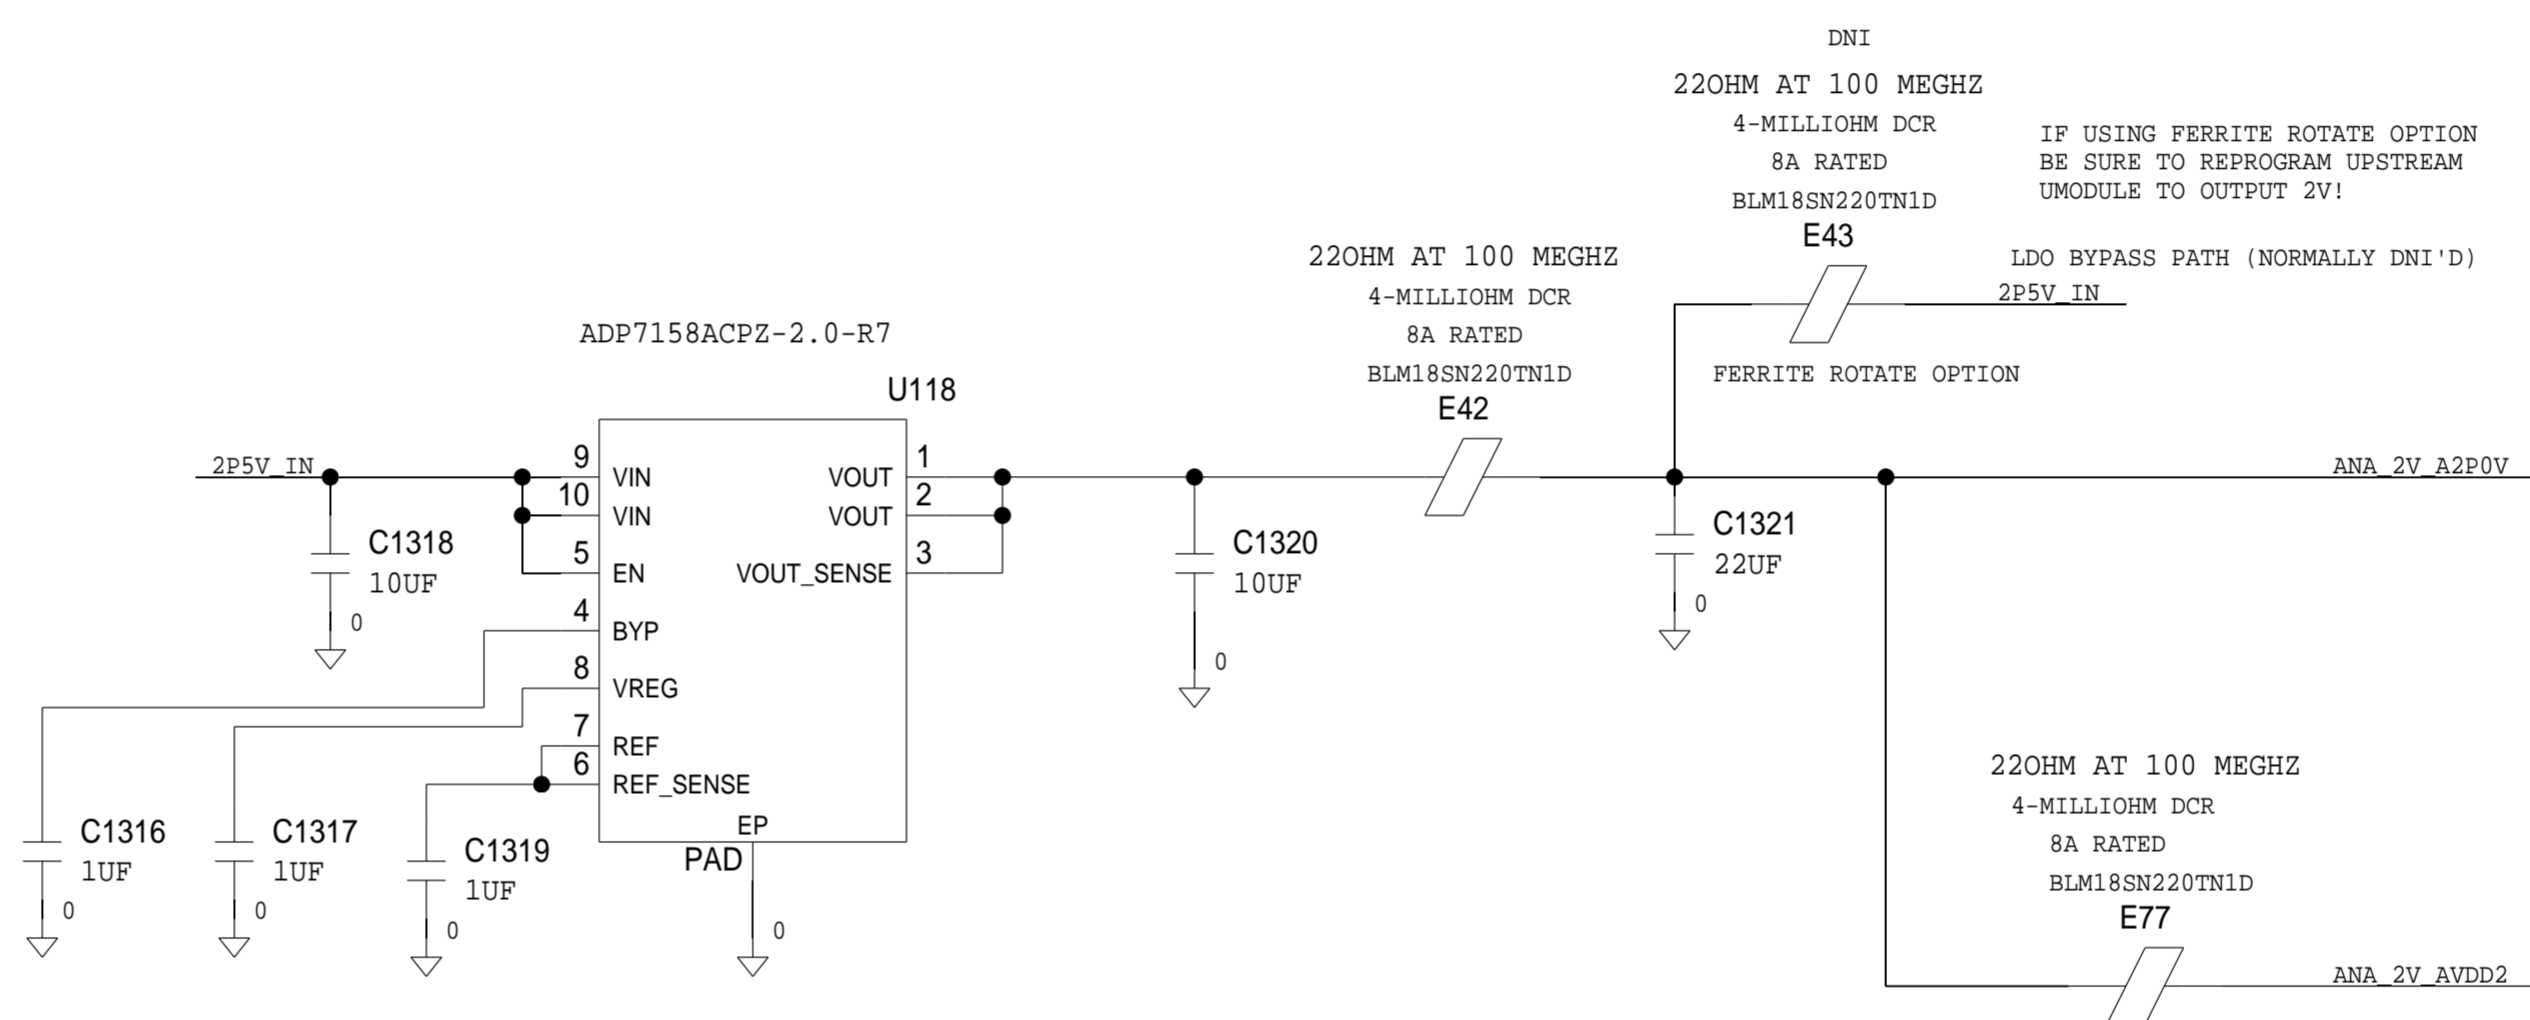 DNI
22OHM AT 100 MEGHZ
4-MILLIOHM DCR
8A RATED
BLM18SN220TN1D
E43
IF USING FERRITE ROTATE OPTION
BE SURE TO REPROGRAM UPSTREAM
UMODULE TO OUTPUT 2V!
LDO BYPASS PATH (NORMALLY DNI'D)
2P5V_IN
FERRITE ROTATE OPTION
22OHM AT 100 MEGHZ
4-MILLIOHM DCR
8A RATED
BLM18SN220TN1D
E42
ADP7158ACPZ-2.0-R7
U118
2P5V_IN
9 VIN
10 VIN
5 EN
4 BYP
8 VREG
7 REF
6 REF_SENSE
VOUT 1
VOUT 2
VOUT_SENSE 3
EP
PAD
0
C1318
10UF
0
C1316
1UF
0
C1317
1UF
0
C1319
1UF
0
C1320
10UF
0
C1321
22UF
0
ANA_2V_A2P0V
22OHM AT 100 MEGHZ
4-MILLIOHM DCR
8A RATED
BLM18SN220TN1D
E77
ANA_2V_AVDD2